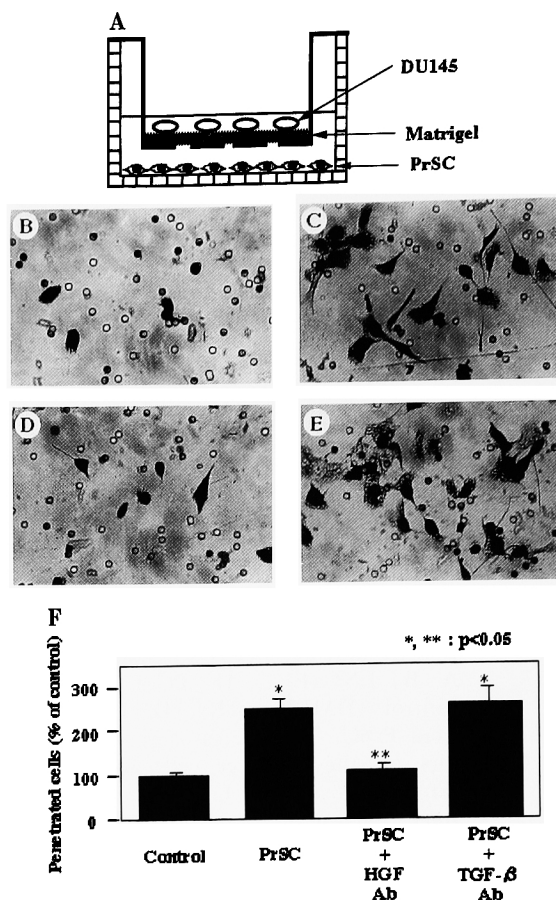 A
DU145
Matrigel
PrSC
B
C
D
E
F
*, ** : p<0.05
Penetrated cells (% of control)
300
200
100
0
*
**
*
Control
PrSC
PrSC
+
HGF
Ab
PrSC
+
TGF-β
Ab